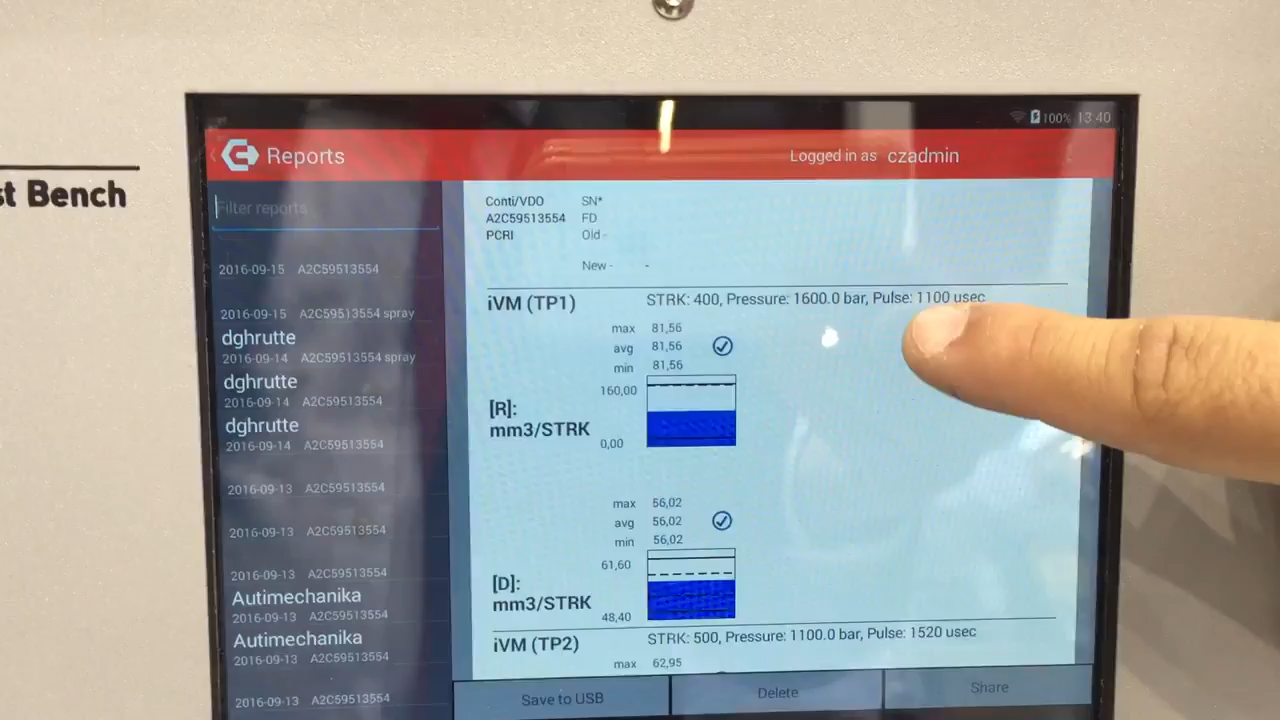 st Bench
100% 13:40
Reports
Logged in as czadmin
Filter reports
2016-09-15 A2C59513554
2016-09-15 A2C59513554 spray
dghrutte
2016-09-14 A2C59513554 spray
dghrutte
2016-09-14 A2C59513554
dghrutte
2016-09-14 A2C59513554
2016-09-13 A2C59513554
2016-09-13 A2C59513554
2016-09-13 A2C59513554
Autimechanika
2016-09-13 A2C59513554
Autimechanika
2016-09-13 A2C59513554
2016-09-13 A2C59513554
Conti/VDO SN*
A2C59513554 FD
PCRI Old -
New - -
iVM (TP1) STRK: 400, Pressure: 1600.0 bar, Pulse: 1100 usec
max 81,56
avg 81,56
min 81,56
160,00
[R]:
mm3/STRK
0,00
max 56,02
avg 56,02
min 56,02
61,60
[D]:
mm3/STRK
48,40
iVM (TP2) STRK: 500, Pressure: 1100.0 bar, Pulse: 1520 usec
max 62,95
Save to USB Delete Share